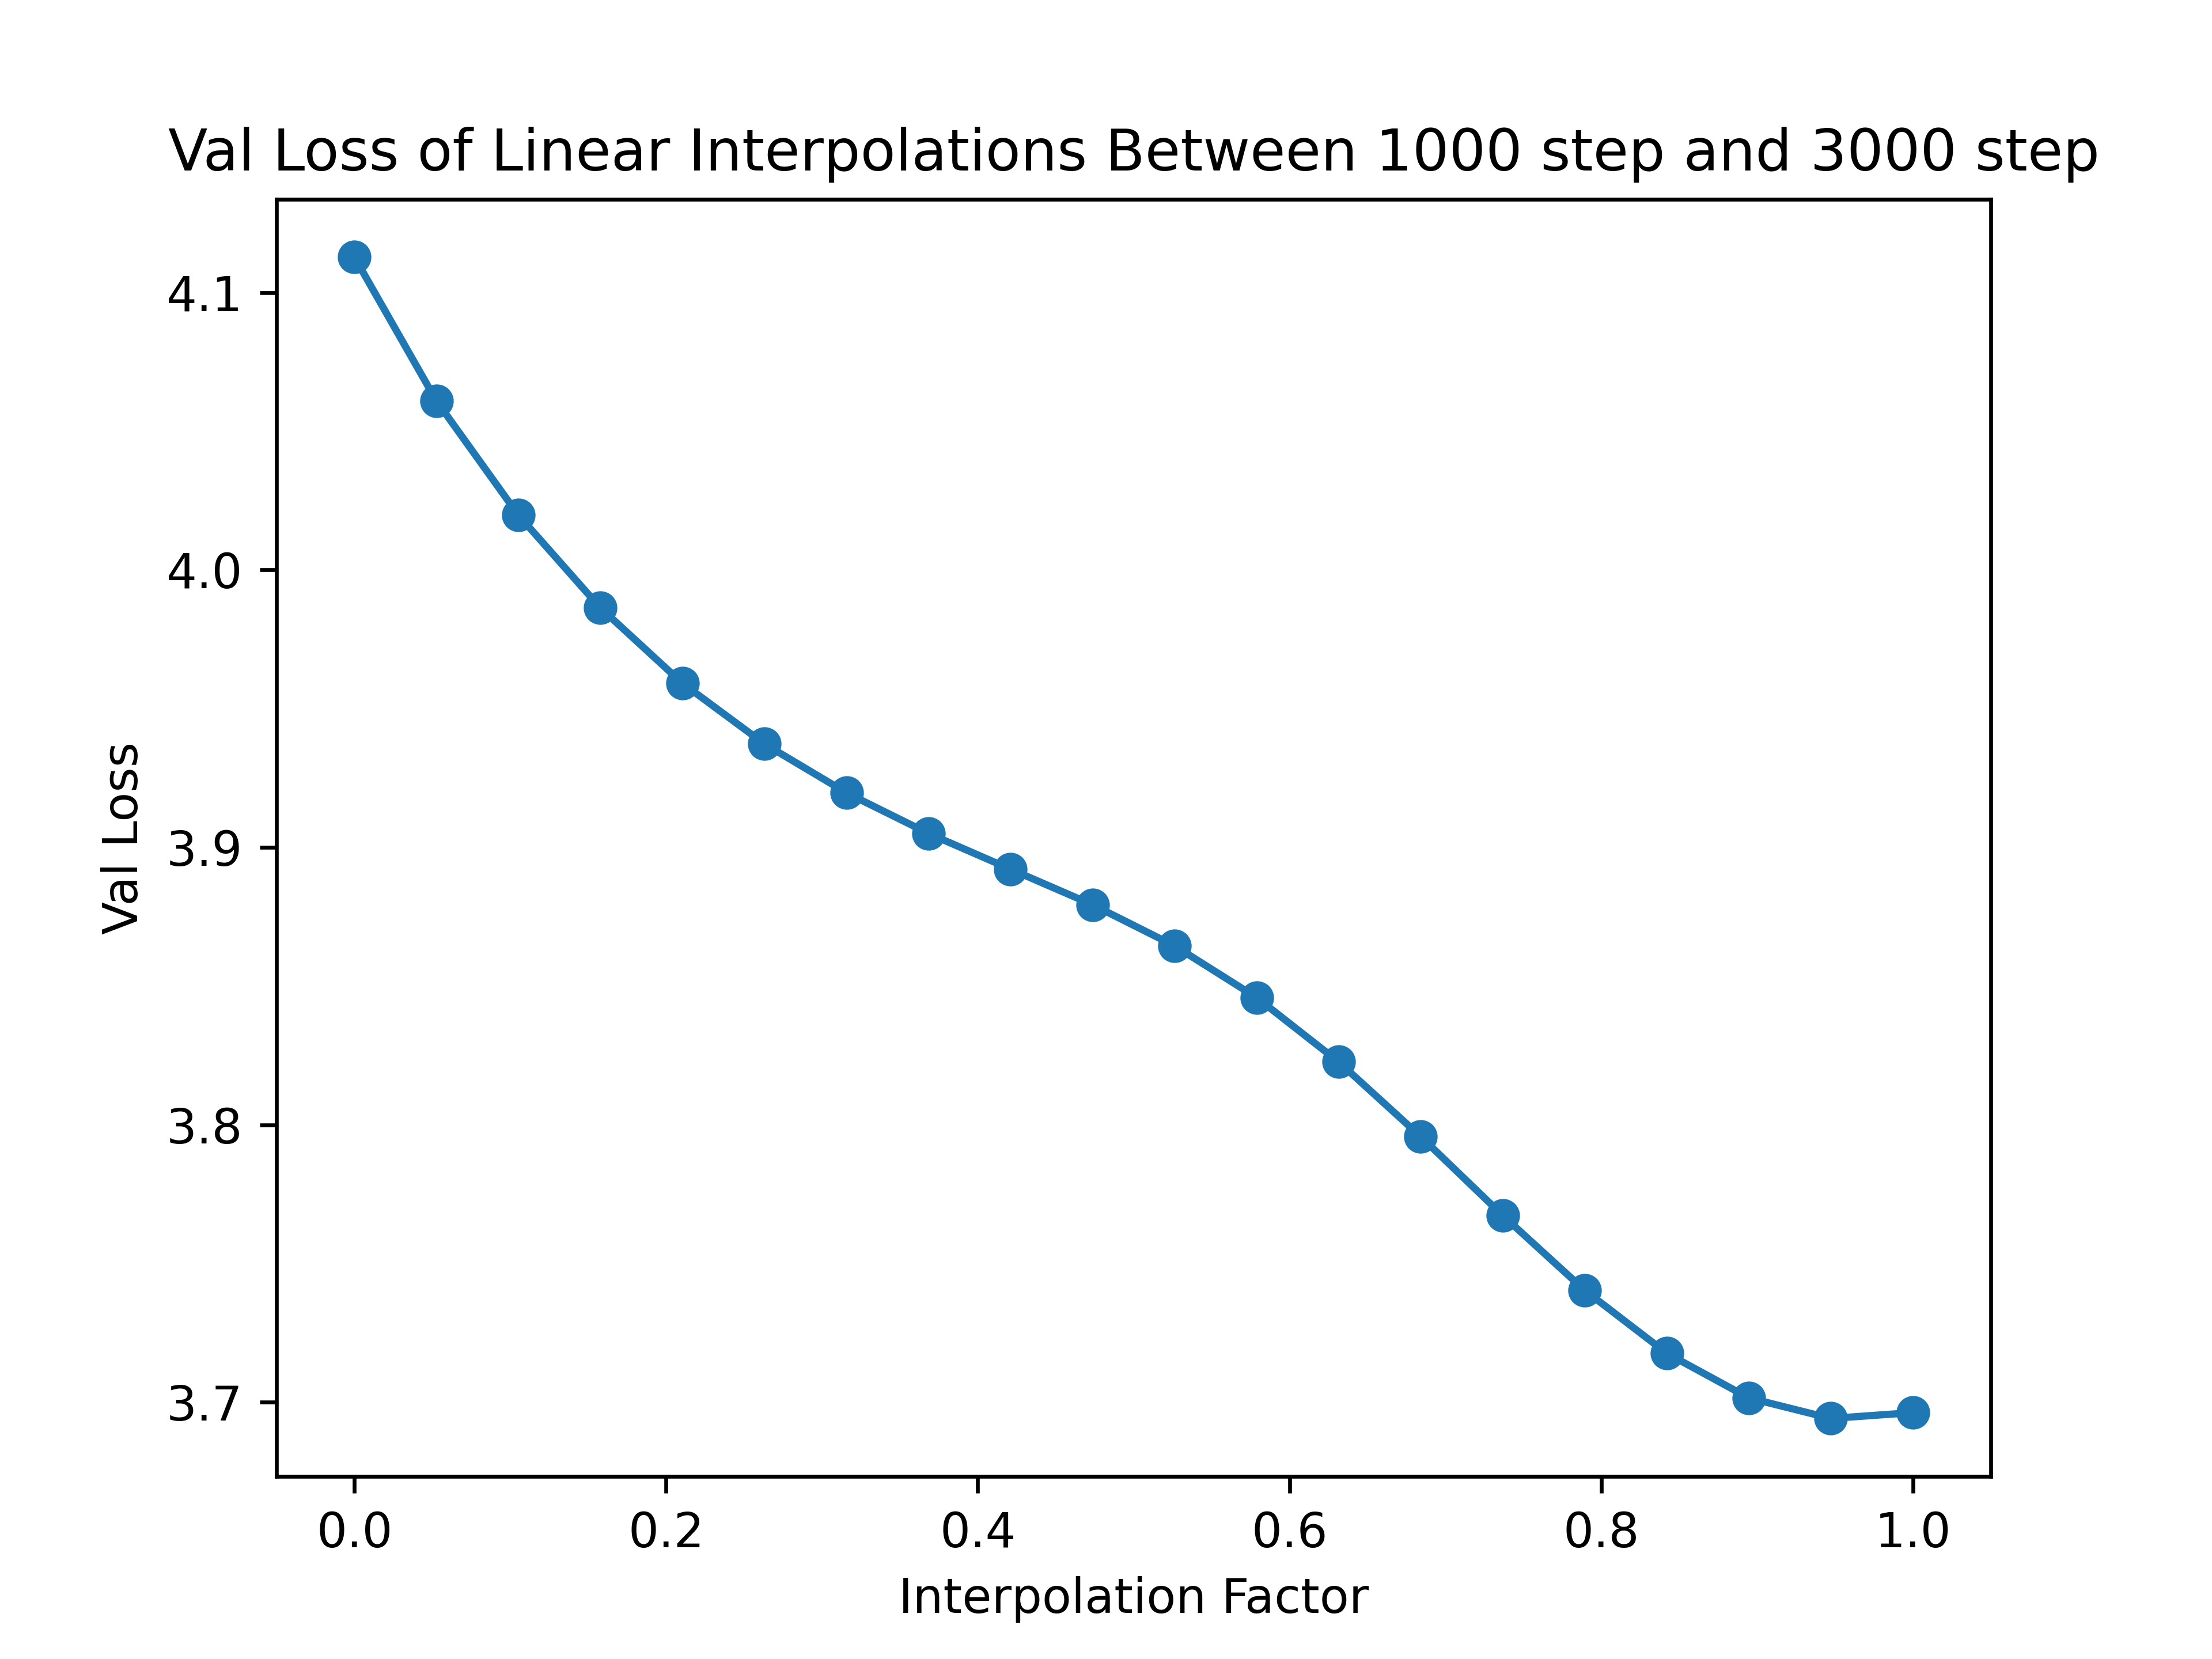 Val Loss of Linear Interpolations Between 1000 step and 3000 step
4.1
4.0
3.9
3.8
3.7
Val Loss
0.0 0.2 0.4 0.6 0.8 1.0
Interpolation Factor